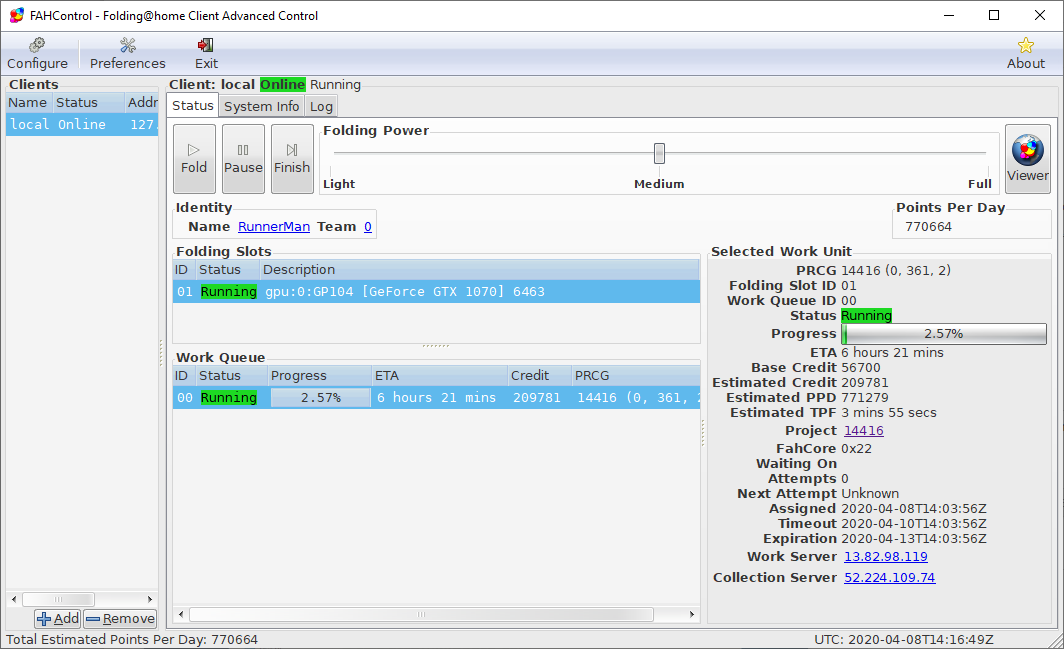 FAHControl - Folding@home Client Advanced Control
Configure Preferences Exit About
Clients
Name Status Addr
local Online 127.
Add Remove
Client: local Online Running
Status System Info Log
Fold Pause Finish
Folding Power
Light Medium Full
Viewer
Identity
Name RunnerMan Team 0
Points Per Day
770664
Folding Slots
ID Status Description
01 Running gpu:0:GP104 [GeForce GTX 1070] 6463
Work Queue
ID Status Progress ETA Credit PRCG
00 Running 2.57% 6 hours 21 mins 209781 14416 (0, 361, 2
Selected Work Unit
PRCG 14416 (0, 361, 2)
Folding Slot ID 01
Work Queue ID 00
Status Running
Progress 2.57%
ETA 6 hours 21 mins
Base Credit 56700
Estimated Credit 209781
Estimated PPD 771279
Estimated TPF 3 mins 55 secs
Project 14416
FahCore 0x22
Waiting On
Attempts 0
Next Attempt Unknown
Assigned 2020-04-08T14:03:56Z
Timeout 2020-04-10T14:03:56Z
Expiration 2020-04-13T14:03:56Z
Work Server 13.82.98.119
Collection Server 52.224.109.74
Total Estimated Points Per Day: 770664
UTC: 2020-04-08T14:16:49Z